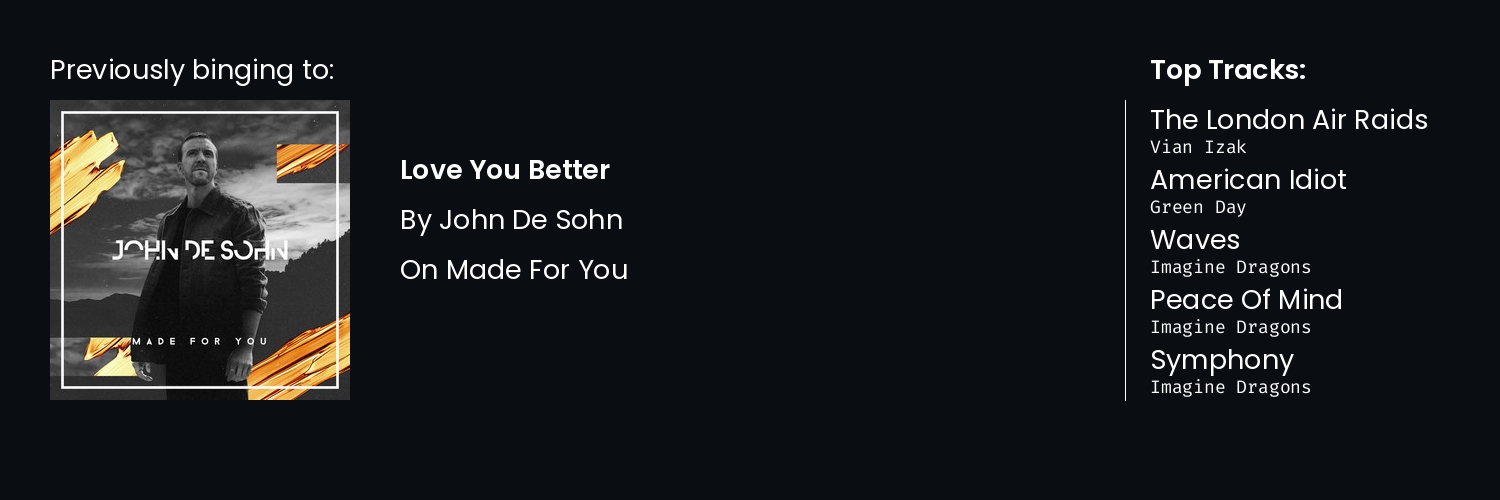 Previously binging to:
JOHN DE SOHN
MADE FOR YOU
Love You Better
By John De Sohn
On Made For You
Top Tracks:
The London Air Raids
Vian Izak
American Idiot
Green Day
Waves
Imagine Dragons
Peace Of Mind
Imagine Dragons
Symphony
Imagine Dragons